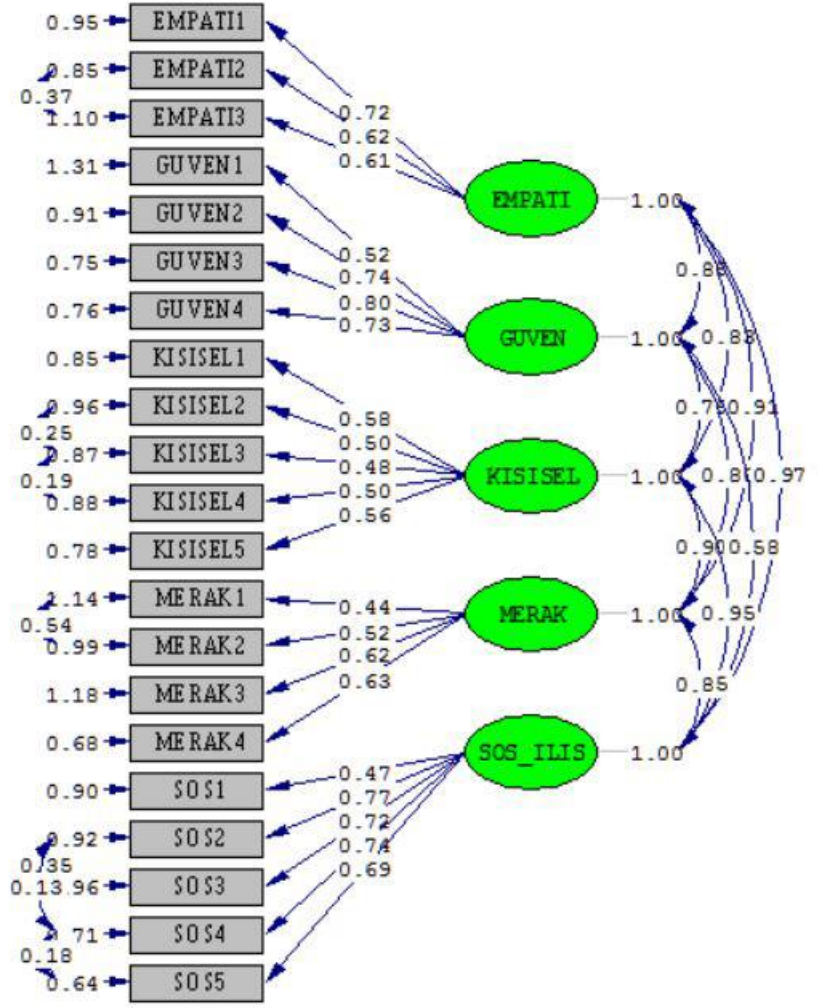 0.95 EMPATI1
0.85 EMPATI2
0.37
1.10 EMPATI3
1.31 GUVEN1
0.91 GUVEN2
0.75 GUVEN3
0.76 GUVEN4
0.85 KISISEL1
0.96 KISISEL2
0.25
0.87 KISISEL3
0.19
0.88 KISISEL4
0.78 KISISEL5
1.14 MERAK1
0.54
0.99 MERAK2
1.18 MERAK3
0.68 MERAK4
0.90 SOS1
0.92 SOS2
0.35
0.13 .96 SOS3
71 SOS4
0.18
0.64 SOS5
0.72
0.62
0.61
0.52
0.74
0.80
0.73
0.58
0.50
0.48
0.50
0.56
0.44
0.52
0.62
0.63
0.47
0.77
0.72
0.74
0.69
EMPATI 1.00
GUVEN 1.00
KISISEL 1.00
MERAK 1.00
SOS_ILIS 1.00
0.91
0.97
0.90
0.58
0.95
0.85